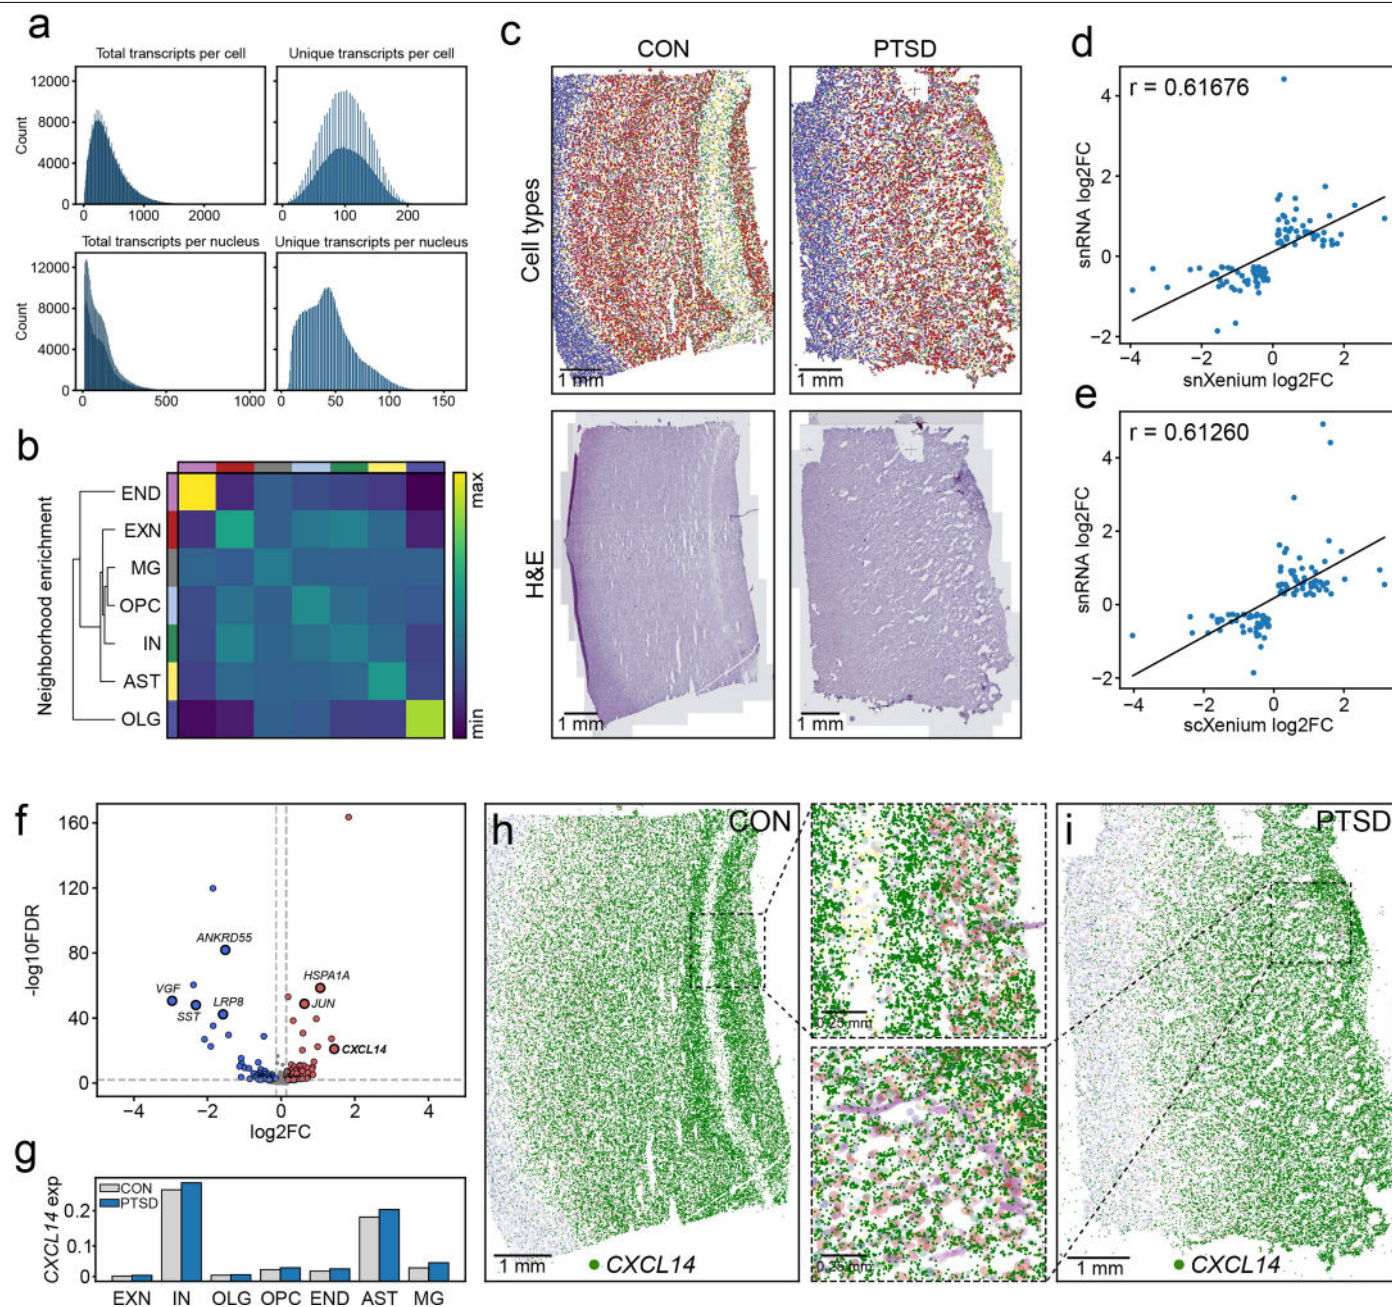 a
Total transcripts per cell
Unique transcripts per cell
Count
12000
8000
4000
0
0 1000 2000
0 100 200
Total transcripts per nucleus
Unique transcripts per nucleus
Count
12000
8000
4000
0
0 500 1000
0 50 100 150
b
Neighborhood enrichment
END
EXN
MG
OPC
IN
AST
OLG
max
min
c
CON
PTSD
Cell types
1 mm
1 mm
H&E
1 mm
1 mm
d
r = 0.61676
snRNA log2FC
4
2
0
−2
−4 −2 0 2
snXenium log2FC
e
r = 0.61260
snRNA log2FC
4
2
0
−2
−4 −2 0 2
scXenium log2FC
f
-log10FDR
160
120
80
40
0
ANKRD55
VGF
SST
LRP8
HSPA1A
JUN
CXCL14
−4 −2 0 2 4
log2FC
g
CXCL14 exp
CON
PTSD
0.2
0.1
0
EXN IN OLG OPC END AST MG
h
CON
1 mm
CXCL14
0.25 mm
0.25 mm
i
PTSD
1 mm
CXCL14